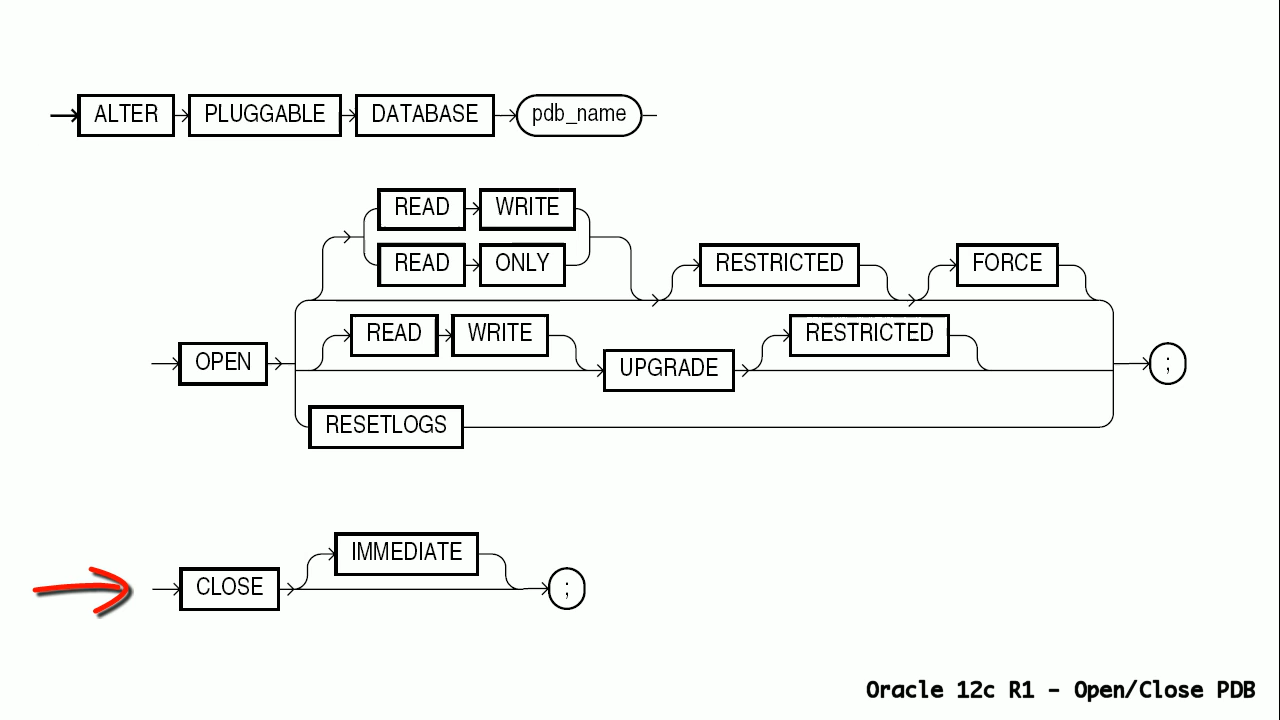 ALTER PLUGGABLE DATABASE pdb_name
READ WRITE
READ ONLY RESTRICTED FORCE
READ WRITE RESTRICTED
OPEN UPGRADE ;
RESETLOGS
IMMEDIATE
CLOSE ;
Oracle 12c R1 - Open/Close PDB